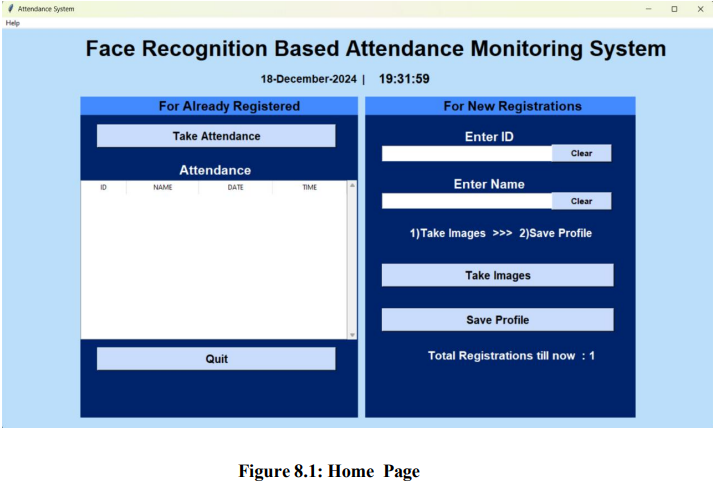 Attendance System
Help
Face Recognition Based Attendance Monitoring System
18-December-2024 | 19:31:59
For Already Registered
Take Attendance
Attendance
ID NAME DATE TIME
Quit
For New Registrations
Enter ID
Clear
Enter Name
Clear
1)Take Images >>> 2)Save Profile
Take Images
Save Profile
Total Registrations till now : 1
Figure 8.1: Home Page